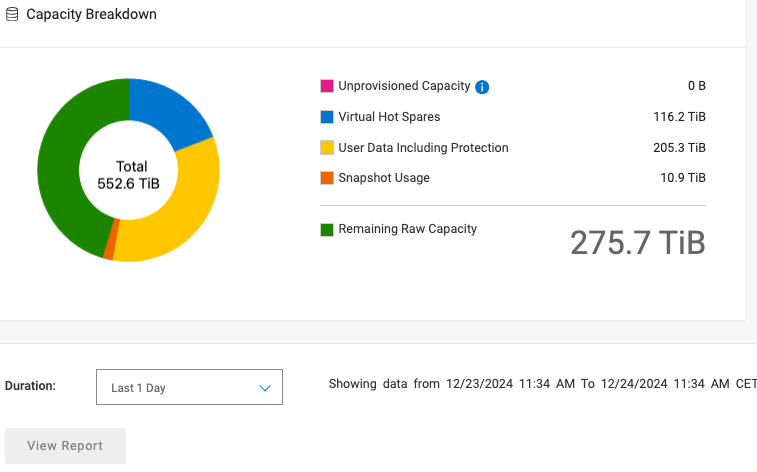 Capacity Breakdown
Total
552.6 TiB
Unprovisioned Capacity i 0 B
Virtual Hot Spares 116.2 TiB
User Data Including Protection 205.3 TiB
Snapshot Usage 10.9 TiB
Remaining Raw Capacity 275.7 TiB
Duration: Last 1 Day Showing data from 12/23/2024 11:34 AM To 12/24/2024 11:34 AM CET
View Report